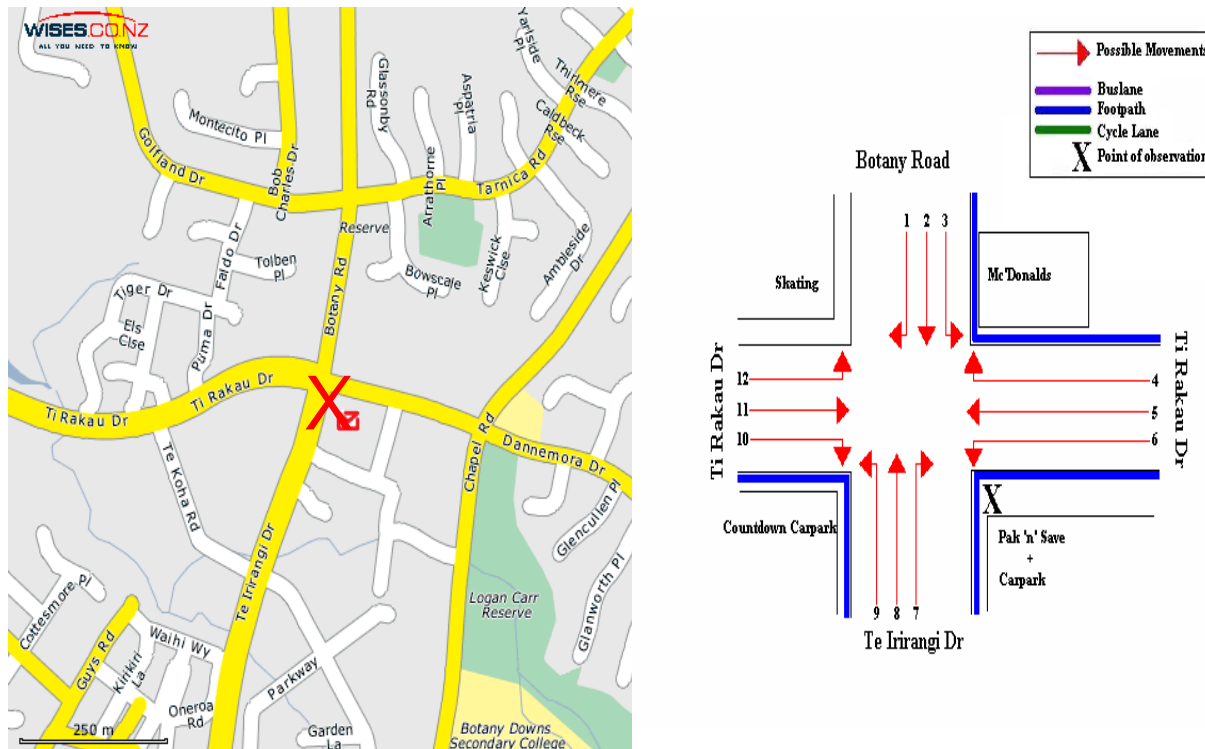 WISES.CO.NZ
ALL YOU NEED TO KNOW
Yarlside
Pl
Thirlmere
Rse
Glassonby
Rd
Aspatria
Pl
Caldbeck
Rse
Montecito Pl
Golfland Dr
Bob
Charles Dr
Arrathorne
Pl
Tarnica Rd
Reserve
Faldo Dr
Tolben
Pl
Bowscale
Pl
Keswick
Clse
Ambleside
Dr
Tiger Dr
Els
Clse
Puma Dr
Botany Rd
Ti Rakau Dr
Ti Rakau Dr
X
Te Koha Rd
Chapel Rd
Dannemora Dr
Glencullen Pl
Te Irirangi Dr
Glanworth Pl
Logan Carr
Reserve
Cottesmore Pl
Guys Rd
Waihi Wy
Kirikiri
La
Parkway
Oneroa
Rd
Garden
La
250 m
Botany Downs
Secondary College
Possible Movements
Buslane
Footpath
Cycle Lane
X Point of observation
Botany Road
1 2 3
Skating
Mc'Donalds
Ti Rakau Dr
Ti Rakau Dr
12
11
10
4
5
6
X
Countdown Carpark
Pak 'n' Save
+
Carpark
9 8 7
Te Irirangi Dr